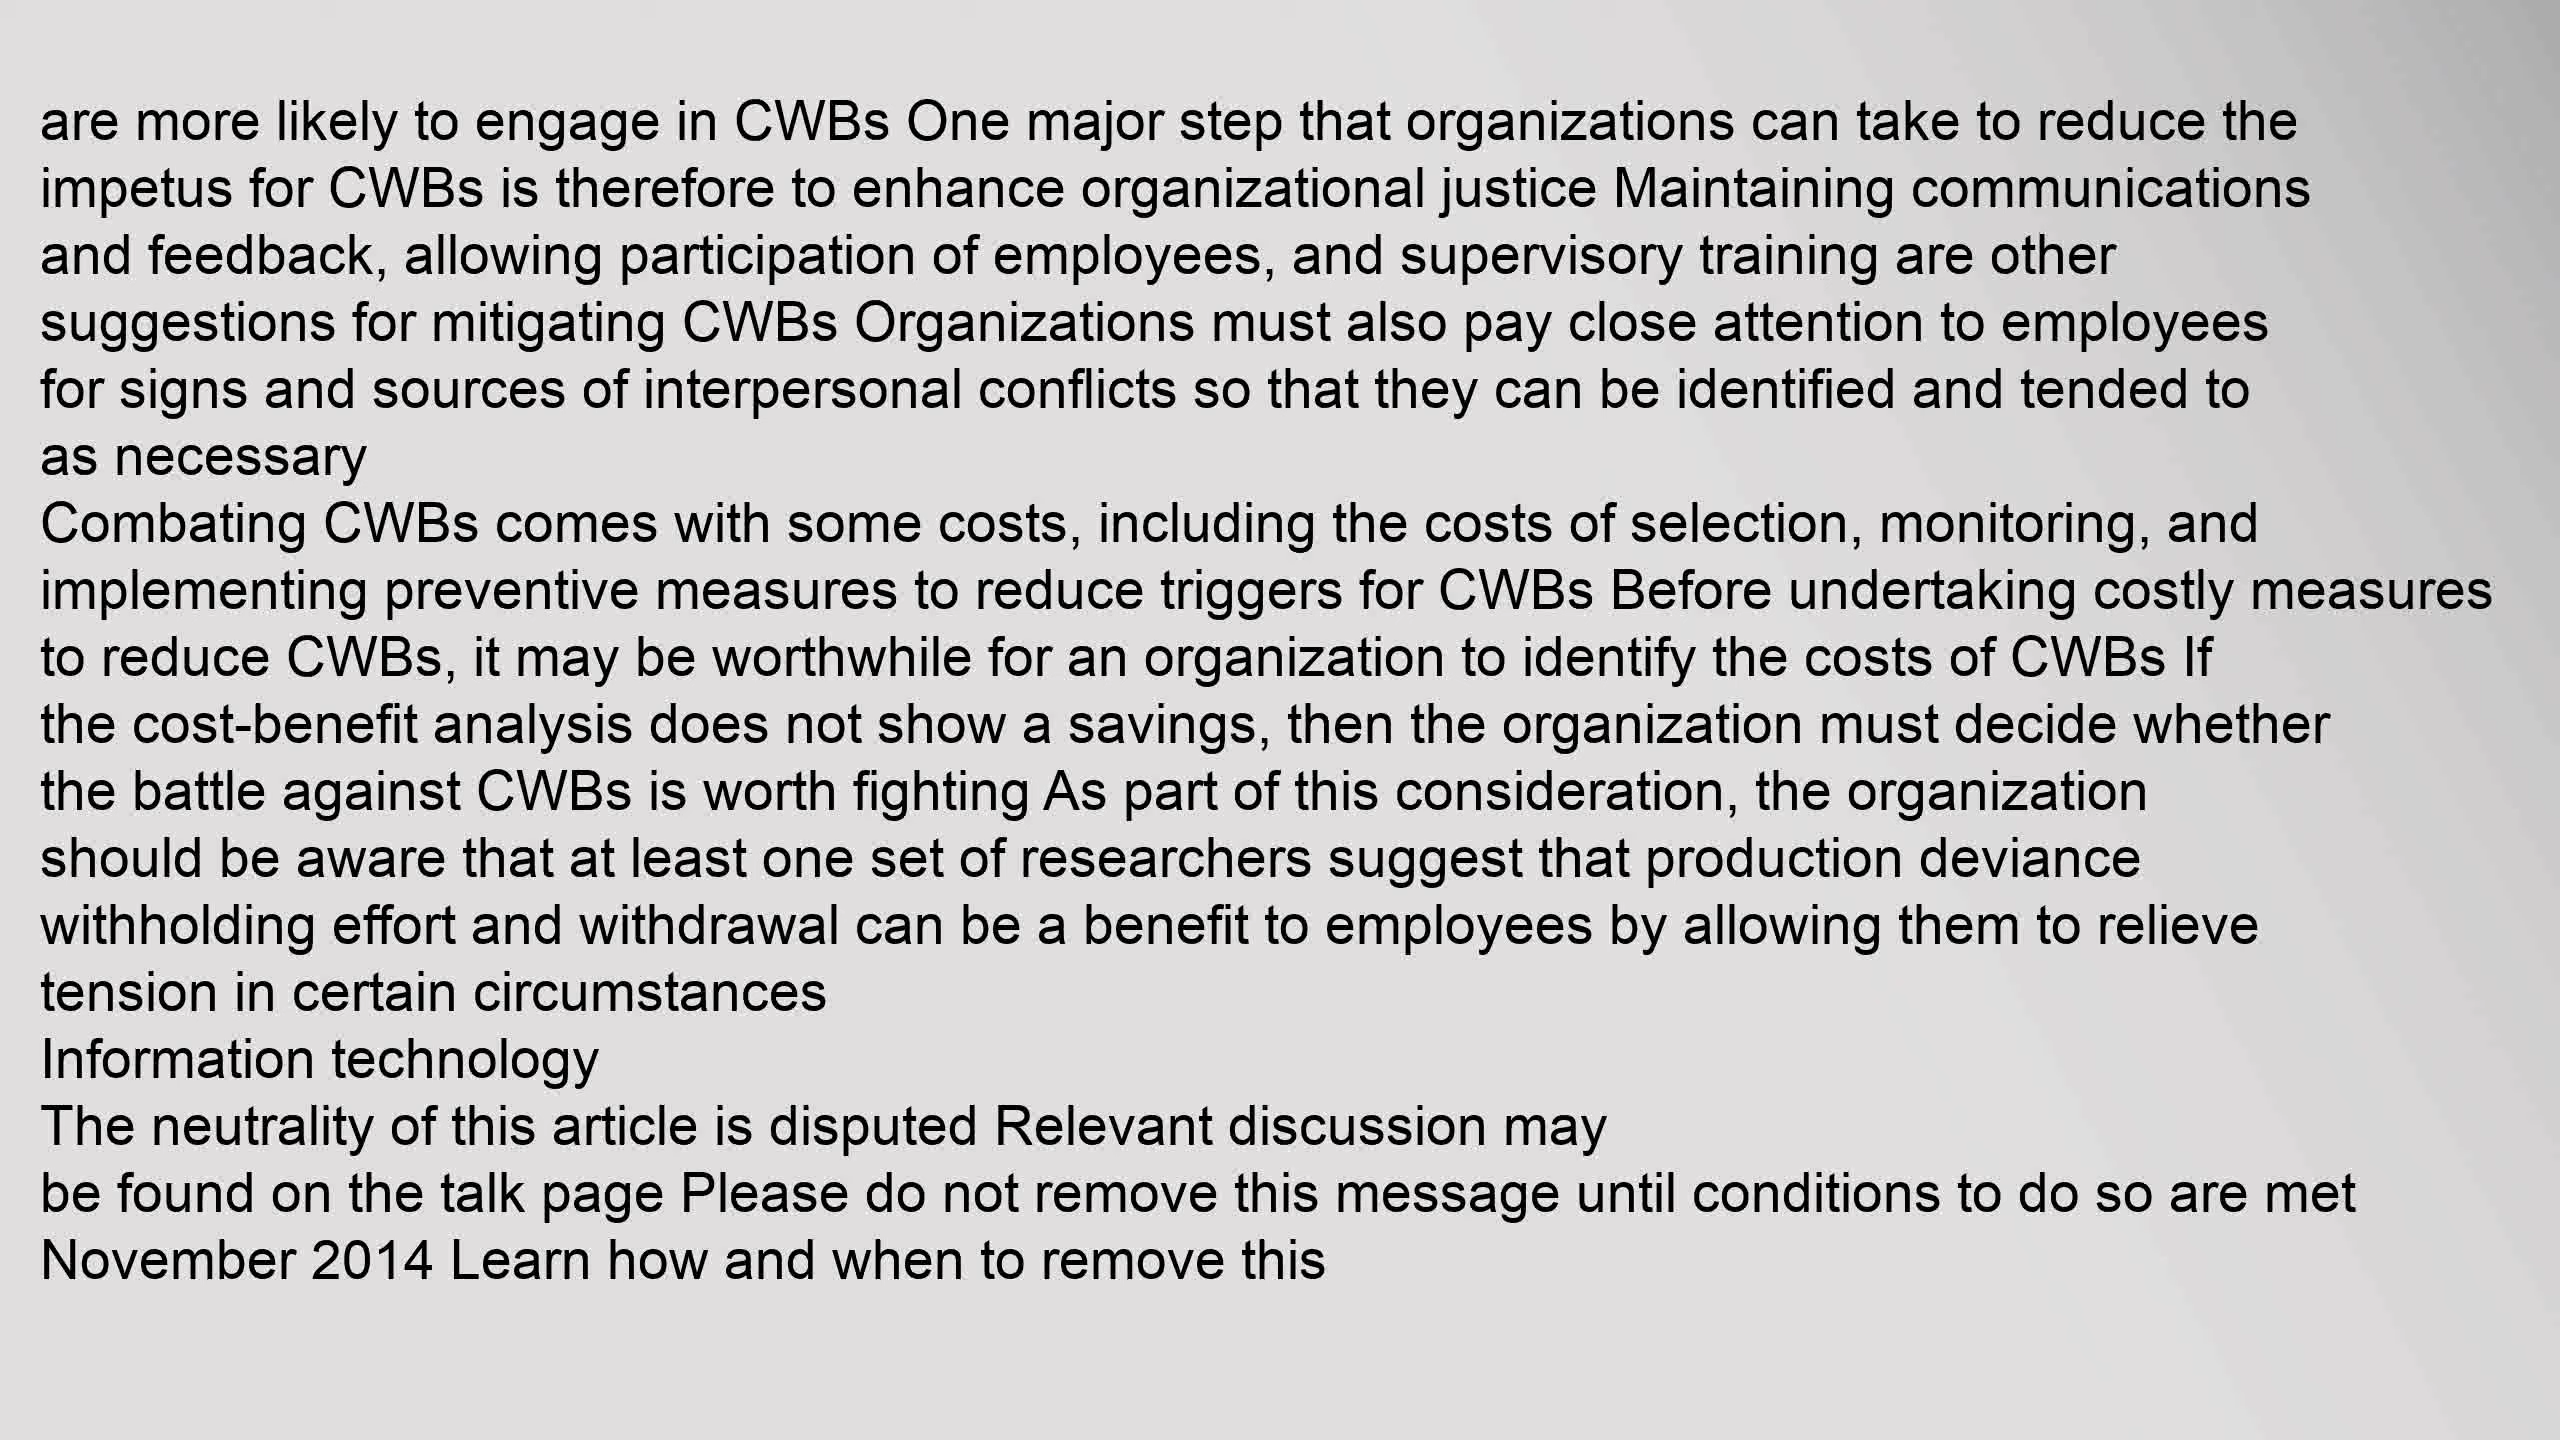 are more likely to engage in CWBs One major step that organizations can take to reduce the
impetus for CWBs is therefore to enhance organizational justice Maintaining communications
and feedback, allowing participation of employees, and supervisory training are other
suggestions for mitigating CWBs Organizations must also pay close attention to employees
for signs and sources of interpersonal conflicts so that they can be identified and tended to
as necessary
Combating CWBs comes with some costs, including the costs of selection, monitoring, and
implementing preventive measures to reduce triggers for CWBs Before undertaking costly measures
to reduce CWBs, it may be worthwhile for an organization to identify the costs of CWBs If
the cost-benefit analysis does not show a savings, then the organization must decide whether
the battle against CWBs is worth fighting As part of this consideration, the organization
should be aware that at least one set of researchers suggest that production deviance
withholding effort and withdrawal can be a benefit to employees by allowing them to relieve
tension in certain circumstances
Information technology
The neutrality of this article is disputed Relevant discussion may
be found on the talk page Please do not remove this message until conditions to do so are met
November 2014 Learn how and when to remove this